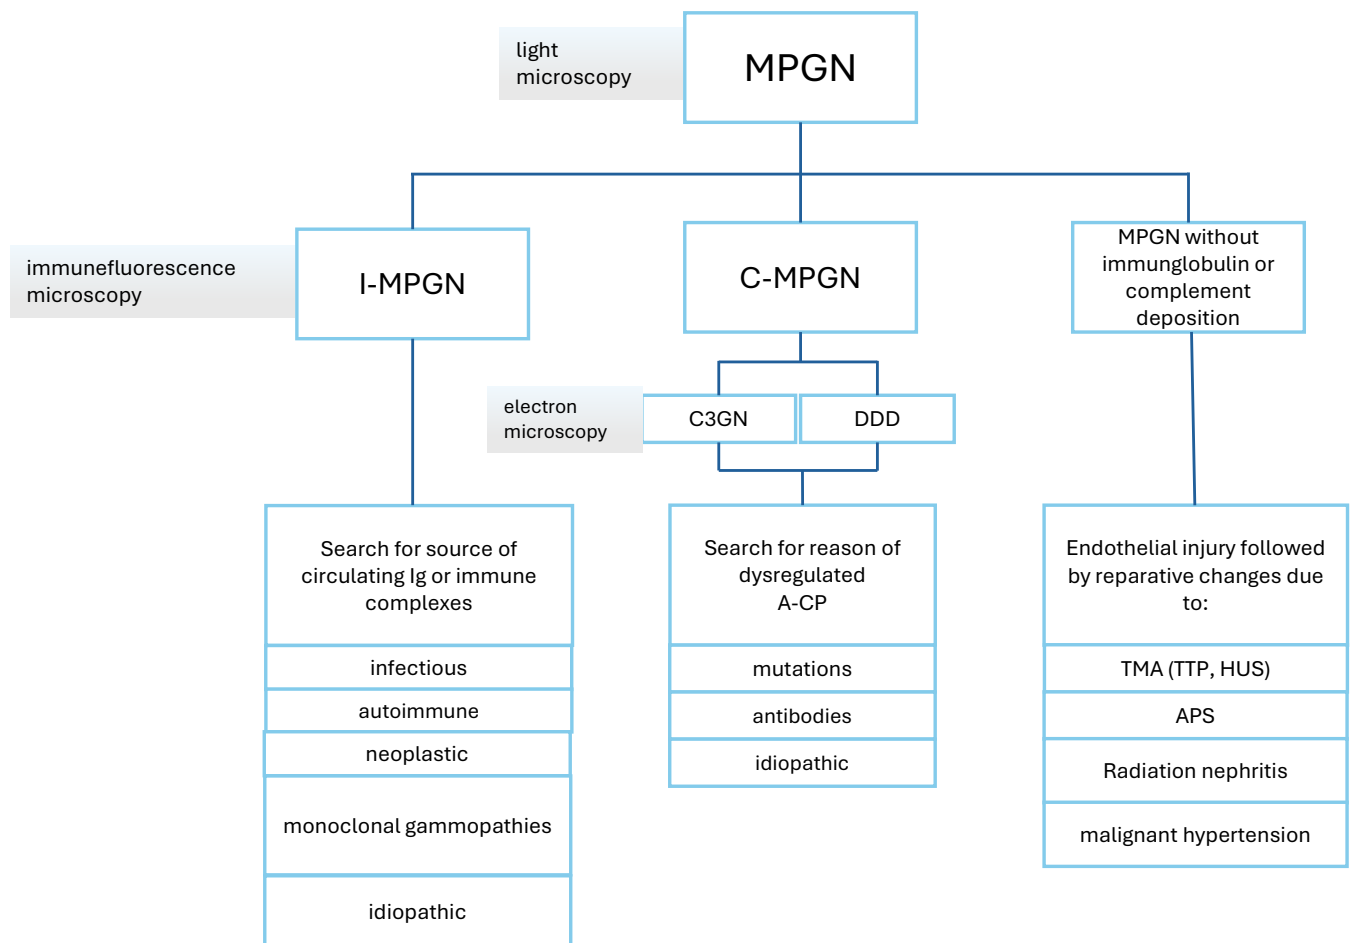 light
microscopy
MPGN
immunefluorescence
microscopy
I-MPGN
C-MPGN
MPGN without
immunglobulin or
complement
deposition
electron
microscopy
C3GN
DDD
Search for source of
circulating Ig or immune
complexes
infectious
autoimmune
neoplastic
monoclonal gammopathies
idiopathic
Search for reason of
dysregulated
A-CP
mutations
antibodies
idiopathic
Endothelial injury followed
by reparative changes due
to:
TMA (TTP, HUS)
APS
Radiation nephritis
malignant hypertension